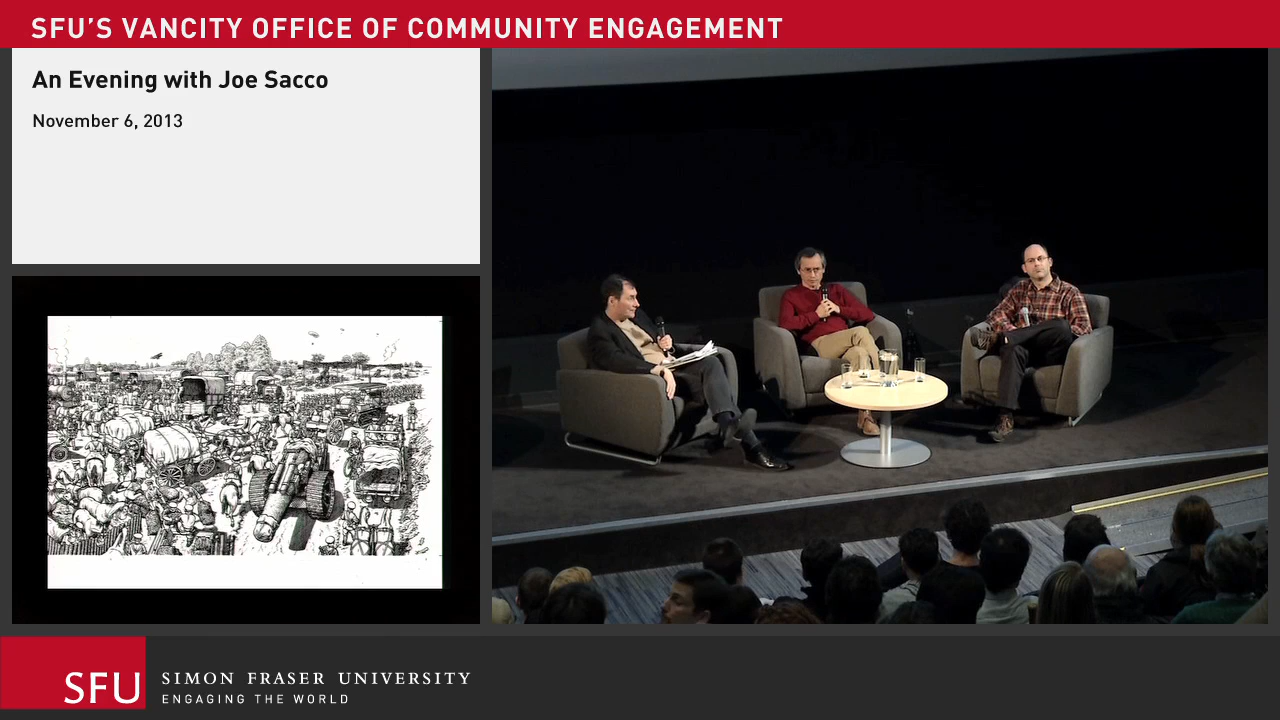 SFU'S VANCITY OFFICE OF COMMUNITY ENGAGEMENT
An Evening with Joe Sacco
November 6, 2013
SFU
SIMON FRASER UNIVERSITY
ENGAGING THE WORLD